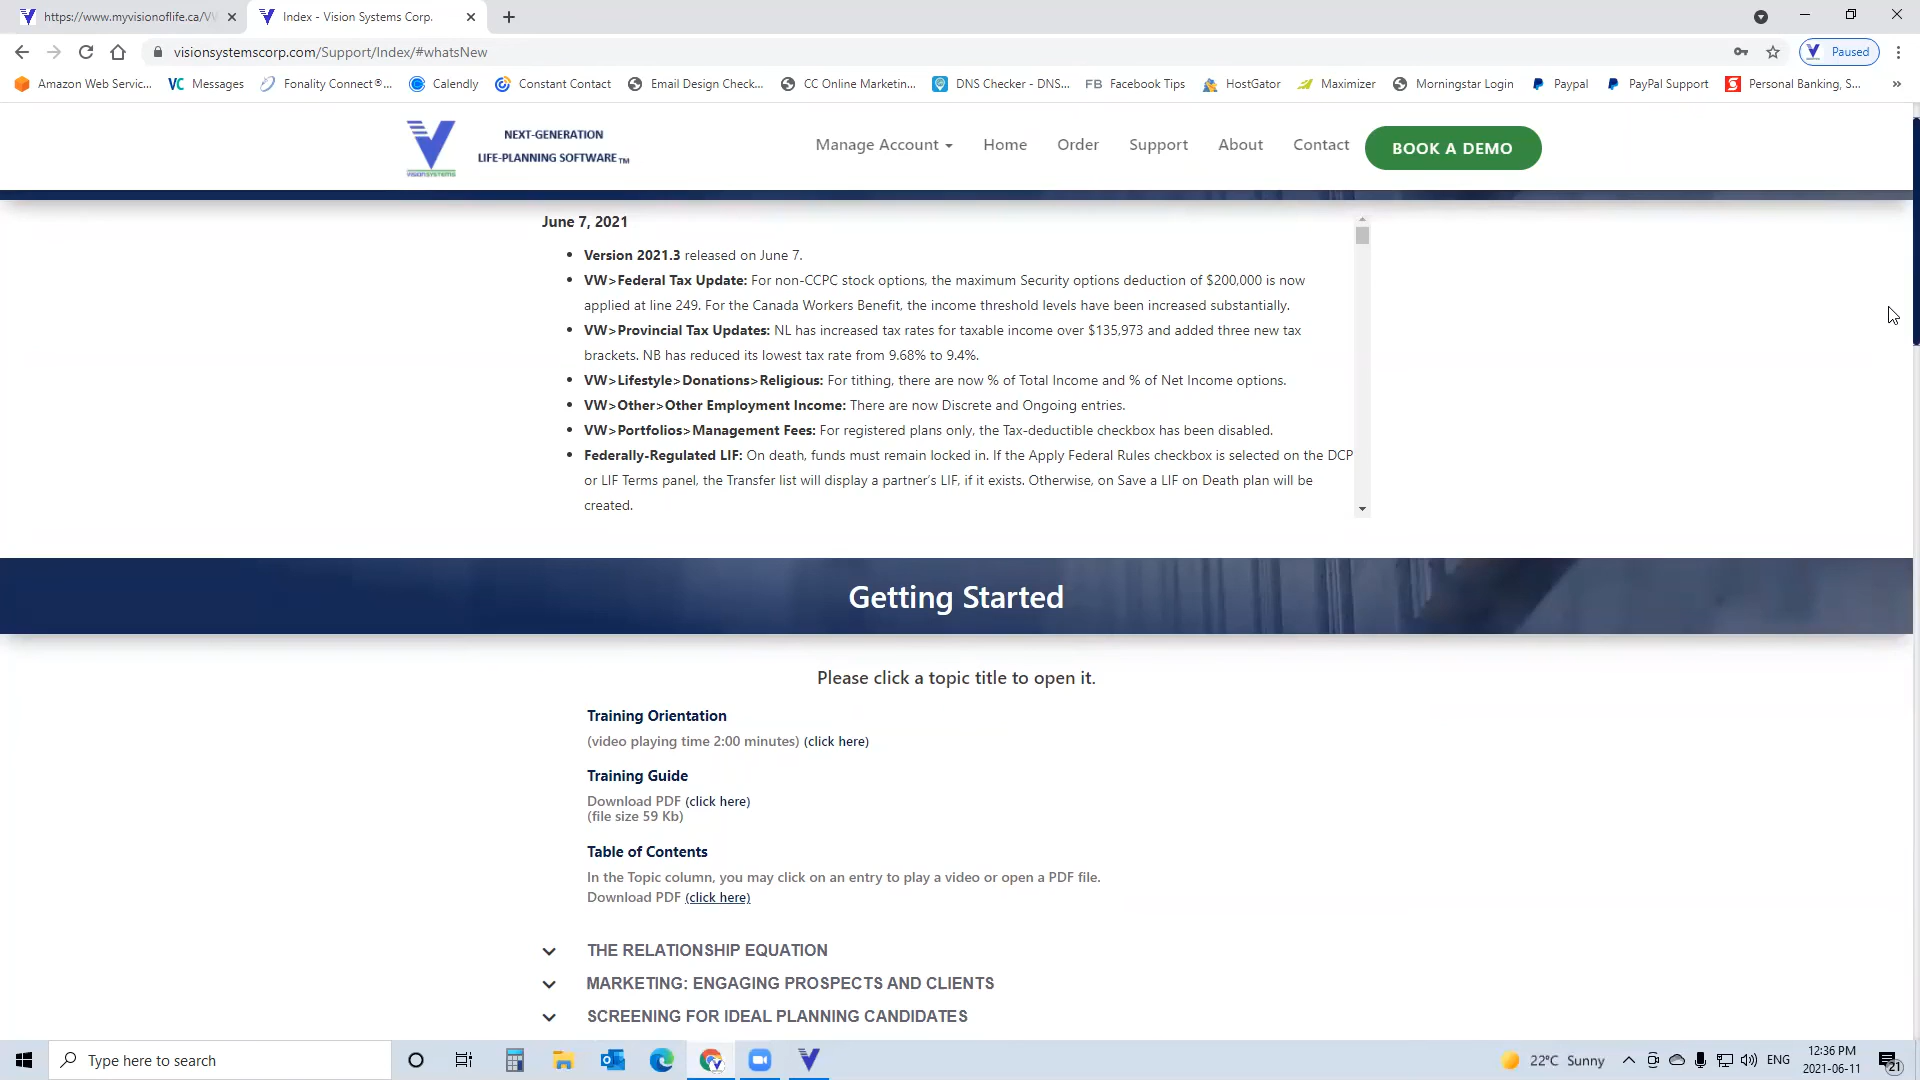 https://www.myvisionoflife.ca/VV
Index - Vision Systems Corp.
visionsystemscorp.com/Support/Index/#whatsNew
Paused
Amazon Web Servic...
VC Messages
Fonality Connect®...
Calendly
Constant Contact
Email Design Check...
CC Online Marketin...
DNS Checker - DNS...
FB Facebook Tips
HostGator
Maximizer
Morningstar Login
Paypal
PayPal Support
Personal Banking, S...
»
VISIONSYSTEMS
NEXT-GENERATION
LIFE-PLANNING SOFTWARE™
Manage Account
Home
Order
Support
About
Contact
BOOK A DEMO
June 7, 2021
• Version 2021.3 released on June 7.
• VW>Federal Tax Update: For non-CCPC stock options, the maximum Security options deduction of $200,000 is now
applied at line 249. For the Canada Workers Benefit, the income threshold levels have been increased substantially.
• VW>Provincial Tax Updates: NL has increased tax rates for taxable income over $135,973 and added three new tax
brackets. NB has reduced its lowest tax rate from 9.68% to 9.4%.
• VW>Lifestyle>Donations>Religious: For tithing, there are now % of Total Income and % of Net Income options.
• VW>Other>Other Employment Income: There are now Discrete and Ongoing entries.
• VW>Portfolios>Management Fees: For registered plans only, the Tax-deductible checkbox has been disabled.
• Federally-Regulated LIF: On death, funds must remain locked in. If the Apply Federal Rules checkbox is selected on the DCP
or LIF Terms panel, the Transfer list will display a partner's LIF, if it exists. Otherwise, on Save a LIF on Death plan will be
created.
Getting Started
Please click a topic title to open it.
Training Orientation
(video playing time 2:00 minutes) (click here)
Training Guide
Download PDF (click here)
(file size 59 Kb)
Table of Contents
In the Topic column, you may click on an entry to play a video or open a PDF file.
Download PDF (click here)
THE RELATIONSHIP EQUATION
MARKETING: ENGAGING PROSPECTS AND CLIENTS
SCREENING FOR IDEAL PLANNING CANDIDATES
Type here to search
22°C Sunny
ENG
12:36 PM
2021-06-11
21